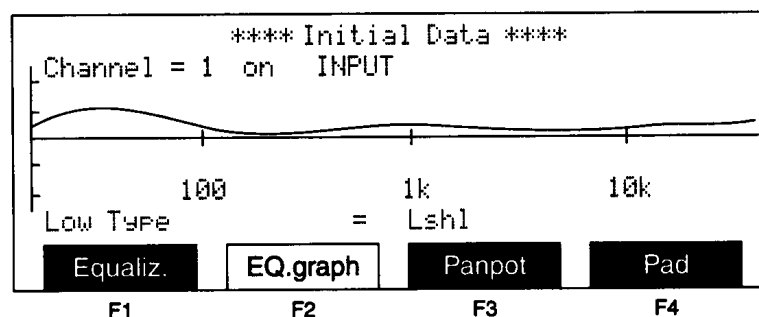 **** Initial Data ****
Channel = 1 on INPUT
100 1k 10k
Low Type = Lshl
Equaliz. EQ.graph Panpot Pad
F1 F2 F3 F4